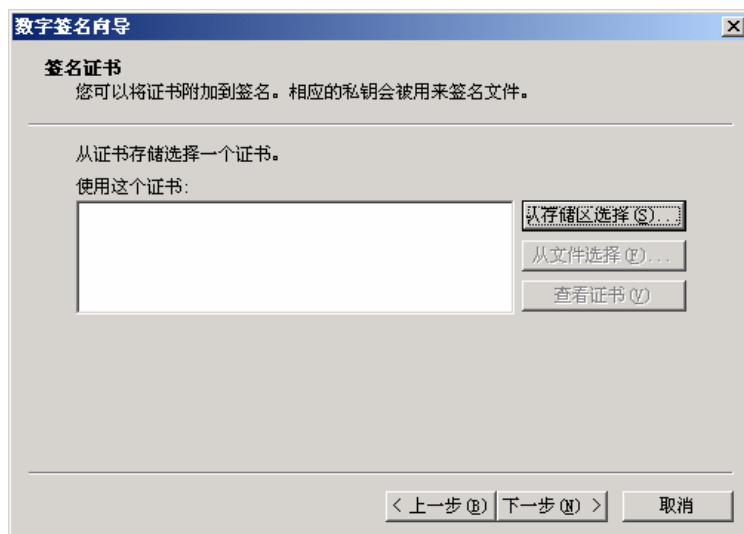 数字签名向导
签名证书
您可以将证书附加到签名。相应的私钥会被用来签名文件。
从证书存储选择一个证书。
使用这个证书:
从存储区选择(S)...
从文件选择(F)...
查看证书(V)
< 上一步(B) 下一步(N) > 取消